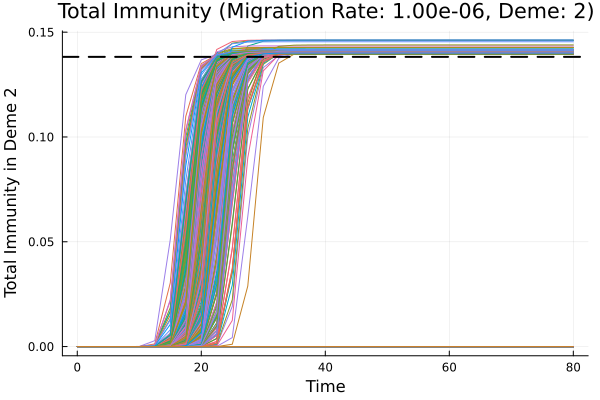 Total Immunity (Migration Rate: 1.00e-06, Deme: 2)
0.15
0.10
0.05
0.00
Total Immunity in Deme 2
0 20 40 60 80
Time